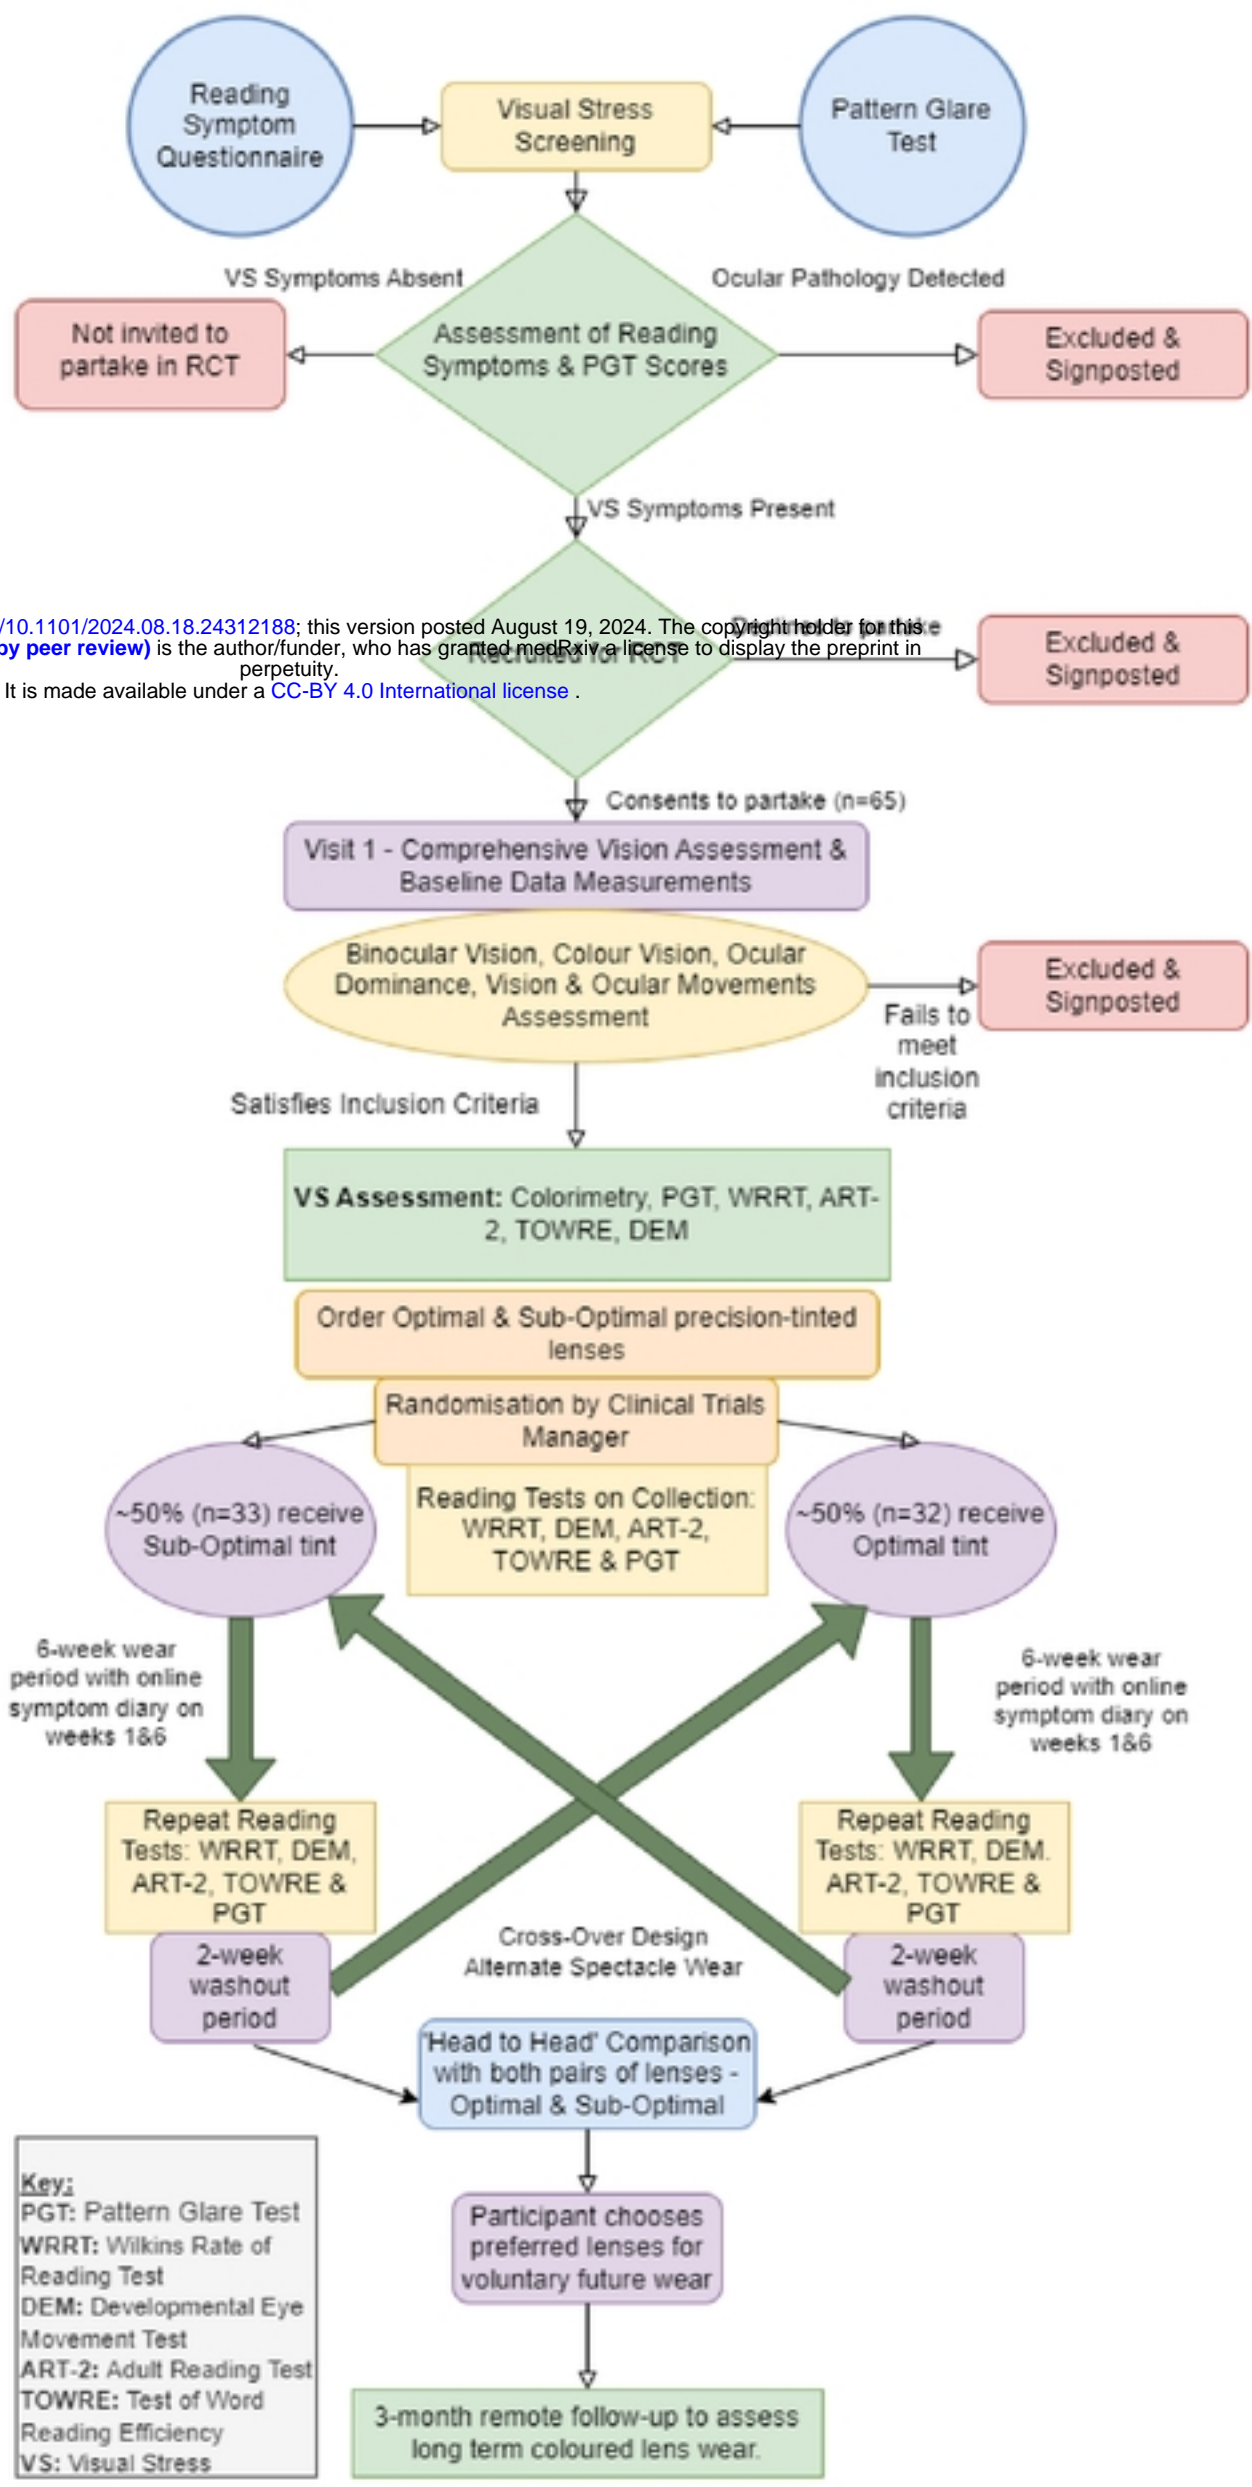 Reading
Symptom
Questionnaire
Visual Stress
Screening
Pattern Glare
Test
VS Symptoms Absent
Ocular Pathology Detected
Not invited to
partake in RCT
Assessment of Reading
Symptoms & PGT Scores
Excluded &
Signposted
VS Symptoms Present
/10.1101/2024.08.18.24312188; this version posted August 19, 2024. The copyright holder for this
by peer review) is the author/funder, who has granted medRxiv a license to display the preprint in
perpetuity.
It is made available under a CC-BY 4.0 International license .
Recruited for RCT
Excluded &
Signposted
Consents to partake (n=65)
Visit 1 - Comprehensive Vision Assessment &
Baseline Data Measurements
Binocular Vision, Colour Vision, Ocular
Dominance, Vision & Ocular Movements
Assessment
Excluded &
Signposted
Fails to
meet
inclusion
criteria
Satisfies Inclusion Criteria
VS Assessment: Colorimetry, PGT, WRRT, ART-
2, TOWRE, DEM
Order Optimal & Sub-Optimal precision-tinted
lenses
Randomisation by Clinical Trials
Manager
~50% (n=33) receive
Sub-Optimal tint
Reading Tests on Collection:
WRRT, DEM, ART-2,
TOWRE & PGT
~50% (n=32) receive
Optimal tint
6-week wear
period with online
symptom diary on
weeks 1&6
6-week wear
period with online
symptom diary on
weeks 1&6
Repeat Reading
Tests: WRRT, DEM,
ART-2, TOWRE &
PGT
Repeat Reading
Tests: WRRT, DEM.
ART-2, TOWRE &
PGT
2-week
washout
period
Cross-Over Design
Alternate Spectacle Wear
2-week
washout
period
'Head to Head' Comparison
with both pairs of lenses -
Optimal & Sub-Optimal
Participant chooses
preferred lenses for
voluntary future wear
3-month remote follow-up to assess
long term coloured lens wear.
Key:
PGT: Pattern Glare Test
WRRT: Wilkins Rate of
Reading Test
DEM: Developmental Eye
Movement Test
ART-2: Adult Reading Test
TOWRE: Test of Word
Reading Efficiency
VS: Visual Stress